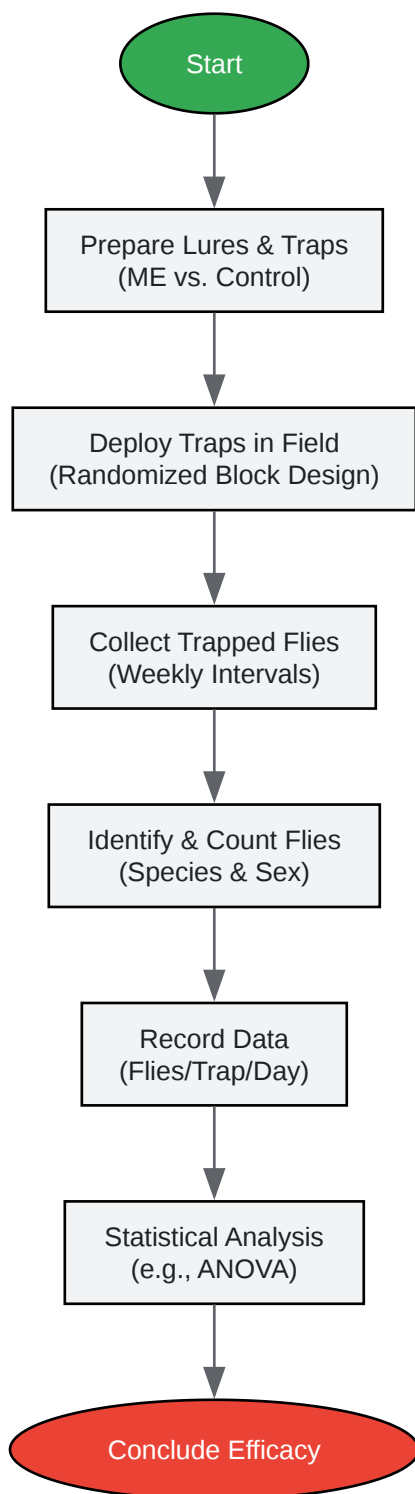 Start
Prepare Lures & Traps
(ME vs. Control)
Deploy Traps in Field
(Randomized Block Design)
Collect Trapped Flies
(Weekly Intervals)
Identify & Count Flies
(Species & Sex)
Record Data
(Flies/Trap/Day)
Statistical Analysis
(e.g., ANOVA)
Conclude Efficacy